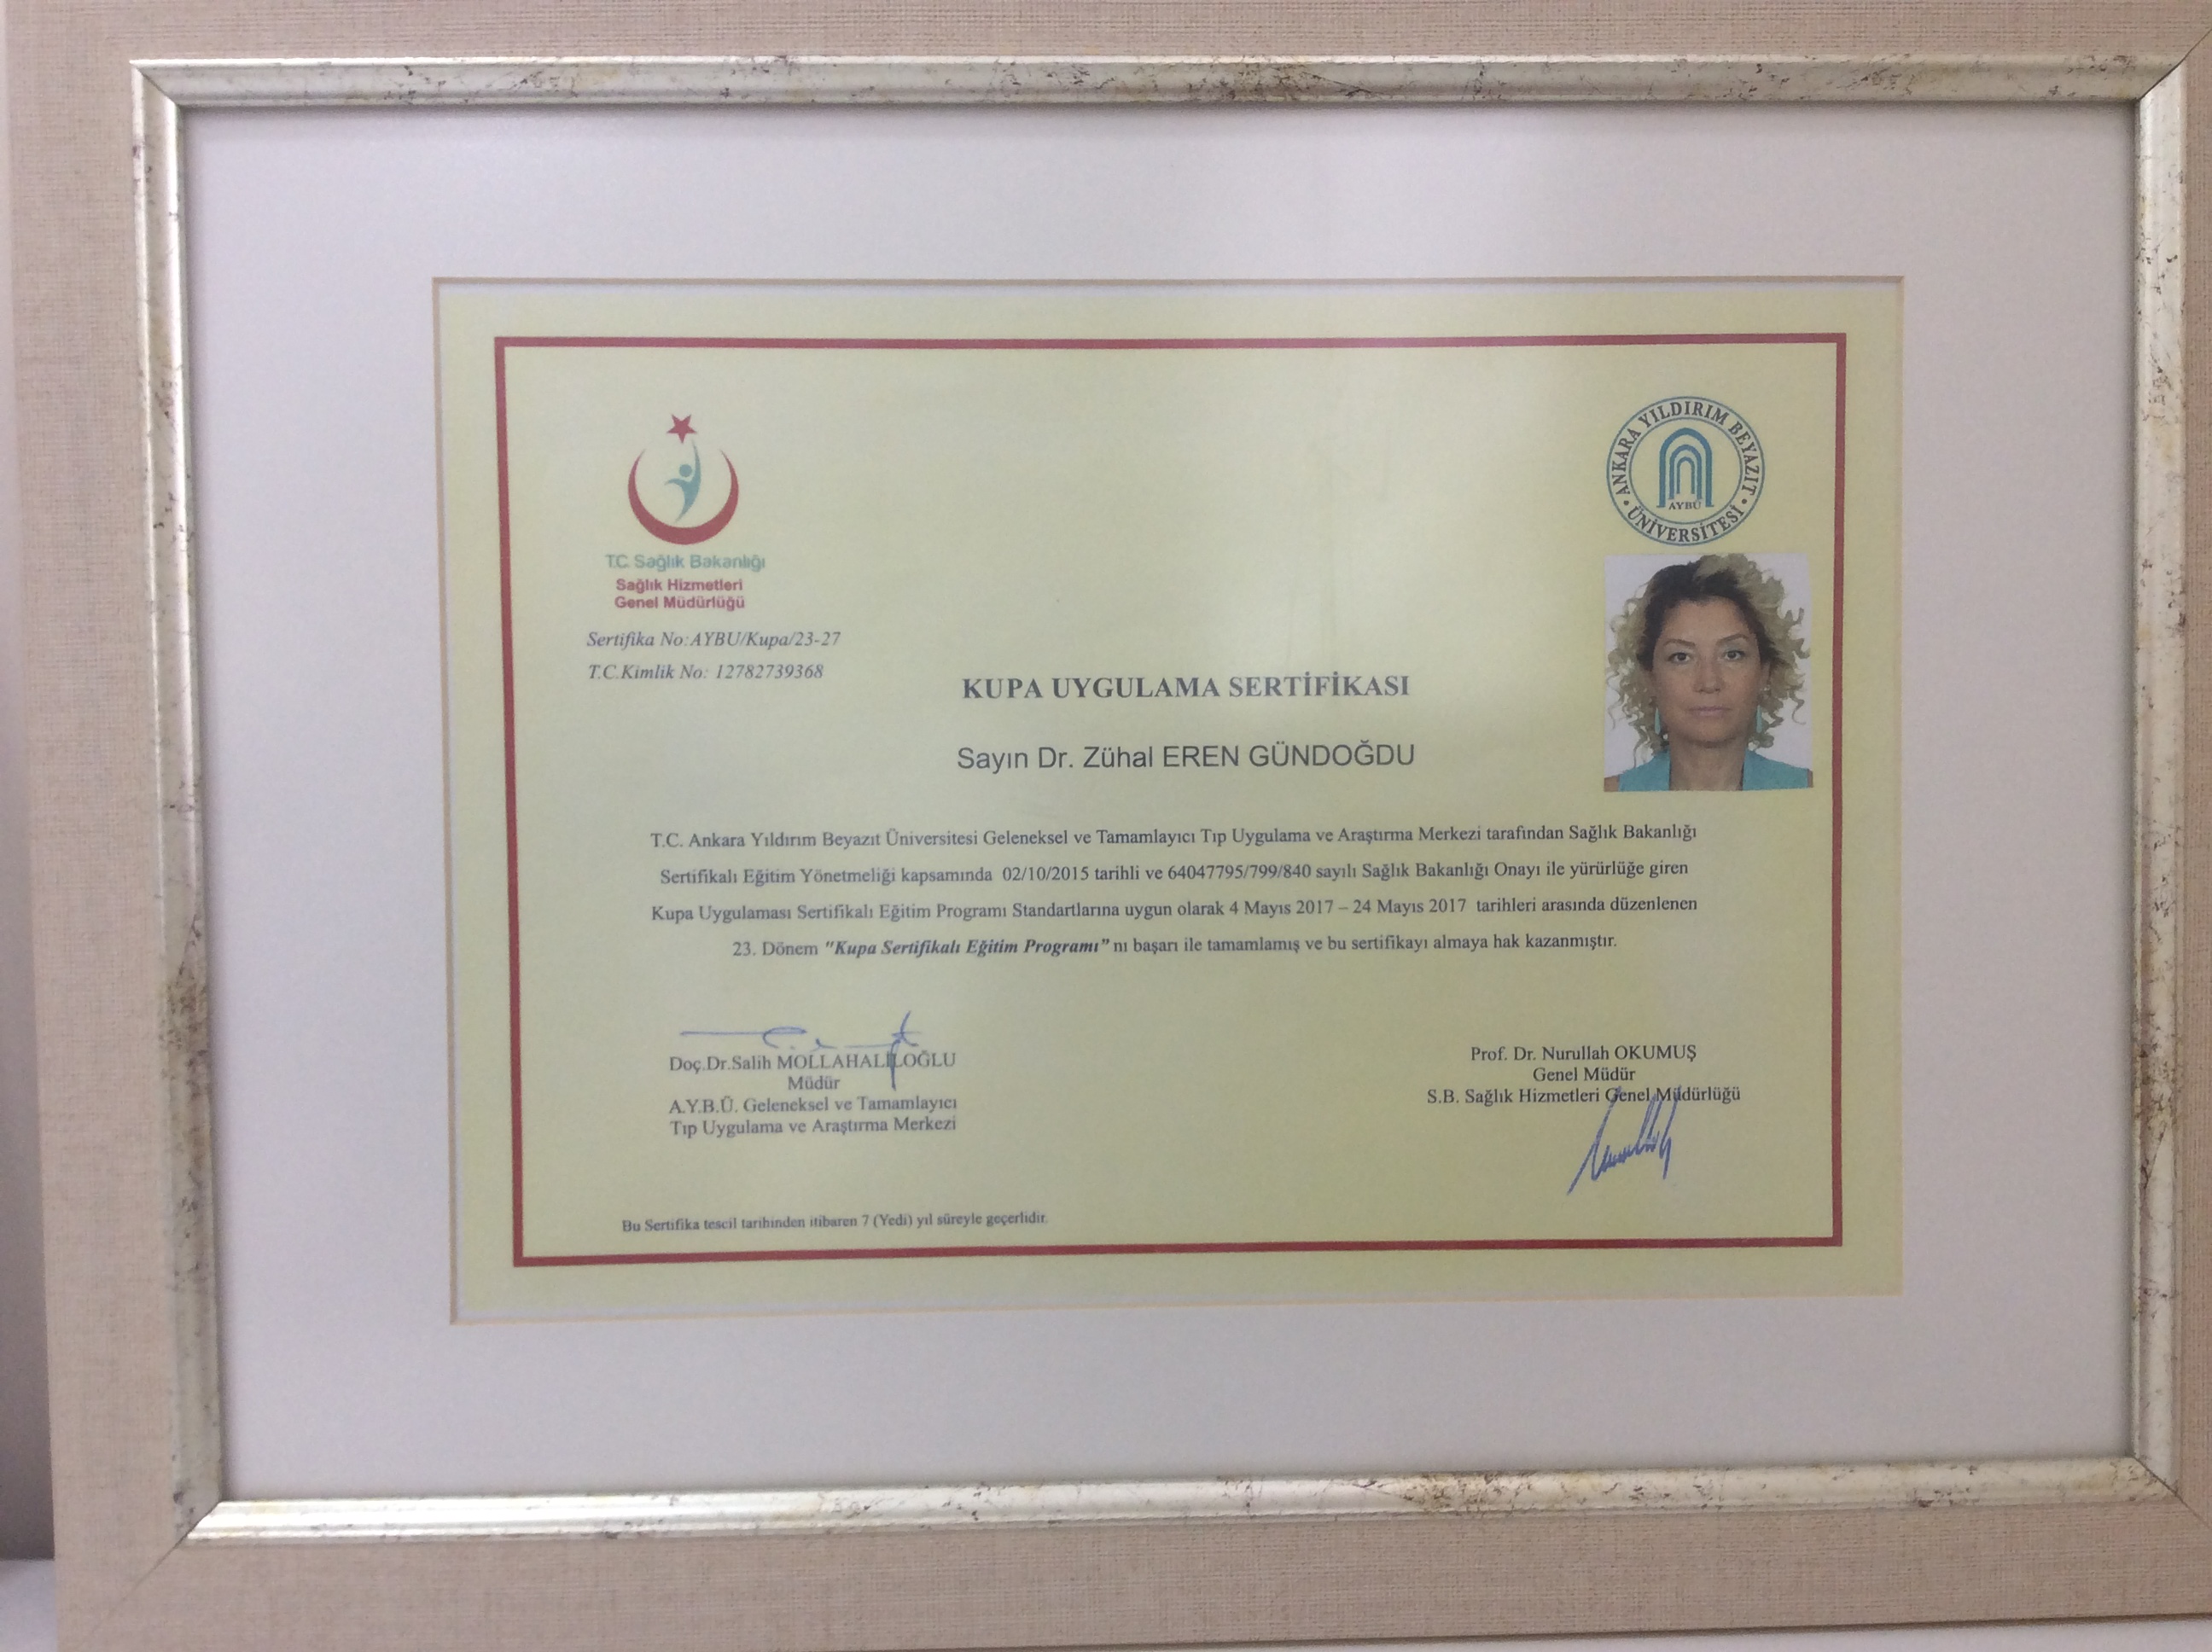 ANKARA YILDIRIM BEYAZIT ÜNİVERSİTESİ
AYBÜ
T.C. Sağlık Bakanlığı
Sağlık Hizmetleri
Genel Müdürlüğü
Sertifika No:AYBU/Kupa/23-27
T.C.Kimlik No: 12782739368
KUPA UYGULAMA SERTİFİKASI
Sayın Dr. Zühal EREN GÜNDOĞDU
T.C. Ankara Yıldırım Beyazıt Üniversitesi Geleneksel ve Tamamlayıcı Tıp Uygulama ve Araştırma Merkezi tarafından Sağlık Bakanlığı
Sertifikalı Eğitim Yönetmeliği kapsamında 02/10/2015 tarihli ve 64047795/799/840 sayılı Sağlık Bakanlığı Onayı ile yürürlüğe giren
Kupa Uygulaması Sertifikalı Eğitim Programı Standartlarına uygun olarak 4 Mayıs 2017 – 24 Mayıs 2017 tarihleri arasında düzenlenen
23. Dönem "Kupa Sertifikalı Eğitim Programı" nı başarı ile tamamlamış ve bu sertifikayı almaya hak kazanmıştır.
Doç.Dr.Salih MOLLAHALİLOĞLU
Müdür
A.Y.B.Ü. Geleneksel ve Tamamlayıcı
Tıp Uygulama ve Araştırma Merkezi
Prof. Dr. Nurullah OKUMUŞ
Genel Müdür
S.B. Sağlık Hizmetleri Genel Müdürlüğü
Bu Sertifika tescil tarihinden itibaren 7 (Yedi) yıl süreyle geçerlidir.